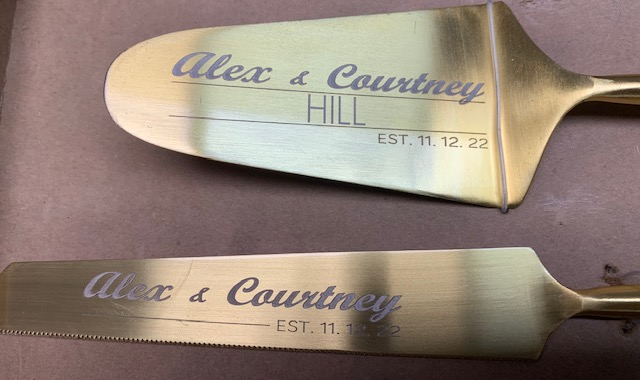 Alex & Courtney
HILL
EST. 11. 12. 22
Alex & Courtney
EST. 11. 12. 22